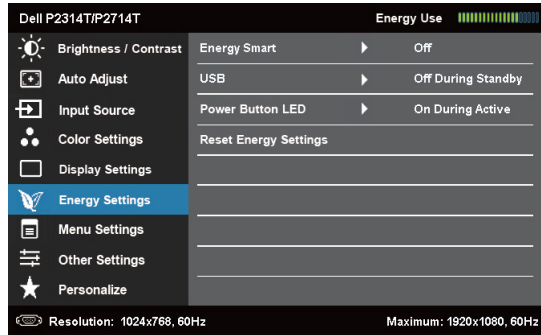 Dell P2314T/P2714T Energy Use
Brightness / Contrast Energy Smart Off
Auto Adjust USB Off During Standby
Input Source Power Button LED On During Active
Color Settings Reset Energy Settings
Display Settings
Energy Settings
Menu Settings
Other Settings
Personalize
Resolution: 1024x768, 60Hz Maximum: 1920x1080, 60Hz